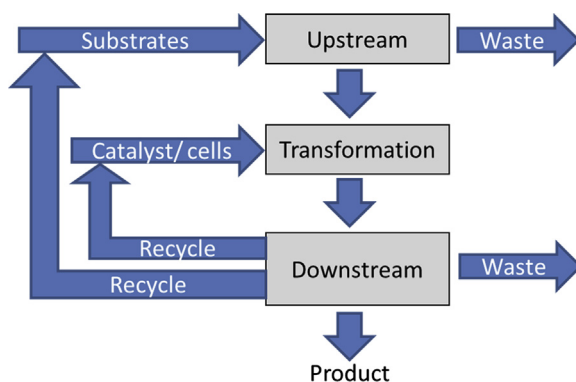 Substrates
Upstream
Waste
Catalyst/ cells
Transformation
Recycle
Downstream
Waste
Recycle
Product